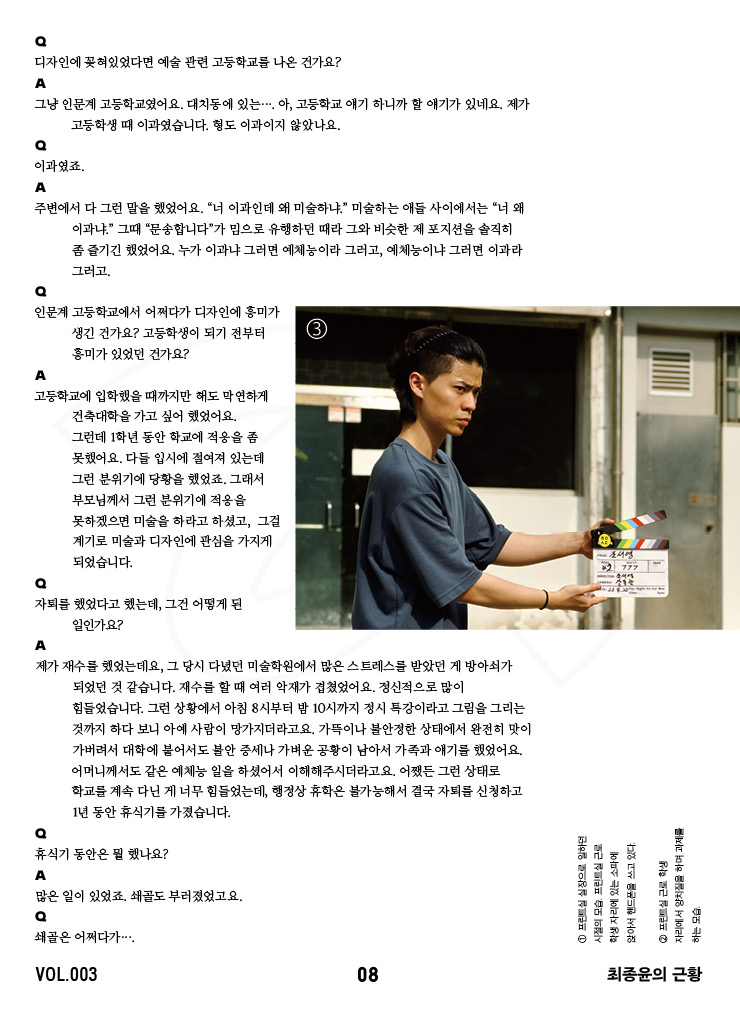 Q
디자인에 꽂혀있었다면 예술 관련 고등학교를 나온 건가요?
A
그냥 인문계 고등학교였어요. 대치동에 있는…. 아, 고등학교 얘기 하니까 할 얘기가 있네요. 제가
고등학생 때 이과였습니다. 형도 이과이지 않았나요.
Q
이과였죠.
A
주변에서 다 그런 말을 했었어요. “너 이과인데 왜 미술하냐.” 미술하는 애들 사이에서는 “너 왜
이과냐.” 그때 “문송합니다”가 밈으로 유행하던 때라 그와 비슷한 제 포지션을 솔직히
좀 즐기긴 했었어요. 누가 이과냐 그러면 예체능이라 그러고, 예체능이냐 그러면 이과라
그러고.
Q
인문계 고등학교에서 어쩌다가 디자인에 흥미가
생긴 건가요? 고등학생이 되기 전부터
흥미가 있었던 건가요?
A
고등학교에 입학했을 때까지만 해도 막연하게
건축대학을 가고 싶어 했었어요.
그런데 1학년 동안 학교에 적응을 좀
못했어요. 다들 입시에 절여져 있는데
그런 분위기에 당황을 했었죠. 그래서
부모님께서 그런 분위기에 적응을
못하겠으면 미술을 하라고 하셨고, 그걸
계기로 미술과 디자인에 관심을 가지게
되었습니다.
③
Q
자퇴를 했었다고 했는데, 그건 어떻게 된
일인가요?
A
제가 재수를 했었는데요, 그 당시 다녔던 미술학원에서 많은 스트레스를 받았던 게 방아쇠가
되었던 것 같습니다. 재수를 할 때 여러 악재가 겹쳤었어요. 정신적으로 많이
힘들었습니다. 그런 상황에서 아침 8시부터 밤 10시까지 정시 특강이라고 그림을 그리는
것까지 하다 보니 아예 사람이 망가지더라고요. 가뜩이나 불안정한 상태에서 완전히 맛이
가버려서 대학에 붙어서도 불안 증세나 가벼운 공황이 남아서 가족과 얘기를 했었어요.
어머니께서도 같은 예체능 일을 하셨어서 이해해주시더라고요. 어쨌든 그런 상태로
학교를 계속 다닌 게 너무 힘들었는데, 행정상 휴학은 불가능해서 결국 자퇴를 신청하고
1년 동안 휴식기를 가졌습니다.
Q
휴식기 동안은 뭘 했나요?
A
많은 일이 있었죠. 쇄골도 부러졌었고요.
Q
쇄골은 어쩌다가….
① 프린트실 실장으로 일하던
시절의 모습. 프린트실 근로
학생 자리에 있는 소파에
앉아서 핸드폰을 쓰고 있다.
② 프린트실 근로 학생
자리에서 양치질을 하며 과제를
하는 모습.
VOL.003
08
최종윤의 근황